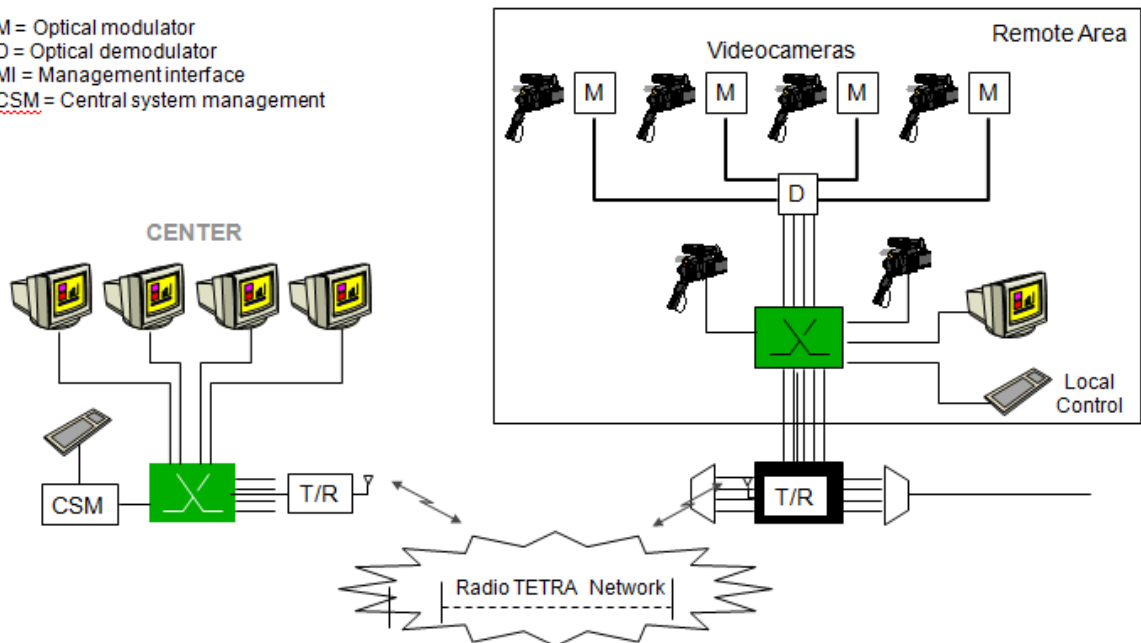 M = Optical modulator
D = Optical demodulator
MI = Management interface
CSM = Central system management
Remote Area
Videocameras
M
M
M
M
D
CENTER
Local
Control
CSM
T/R
T/R
Radio TETRA Network